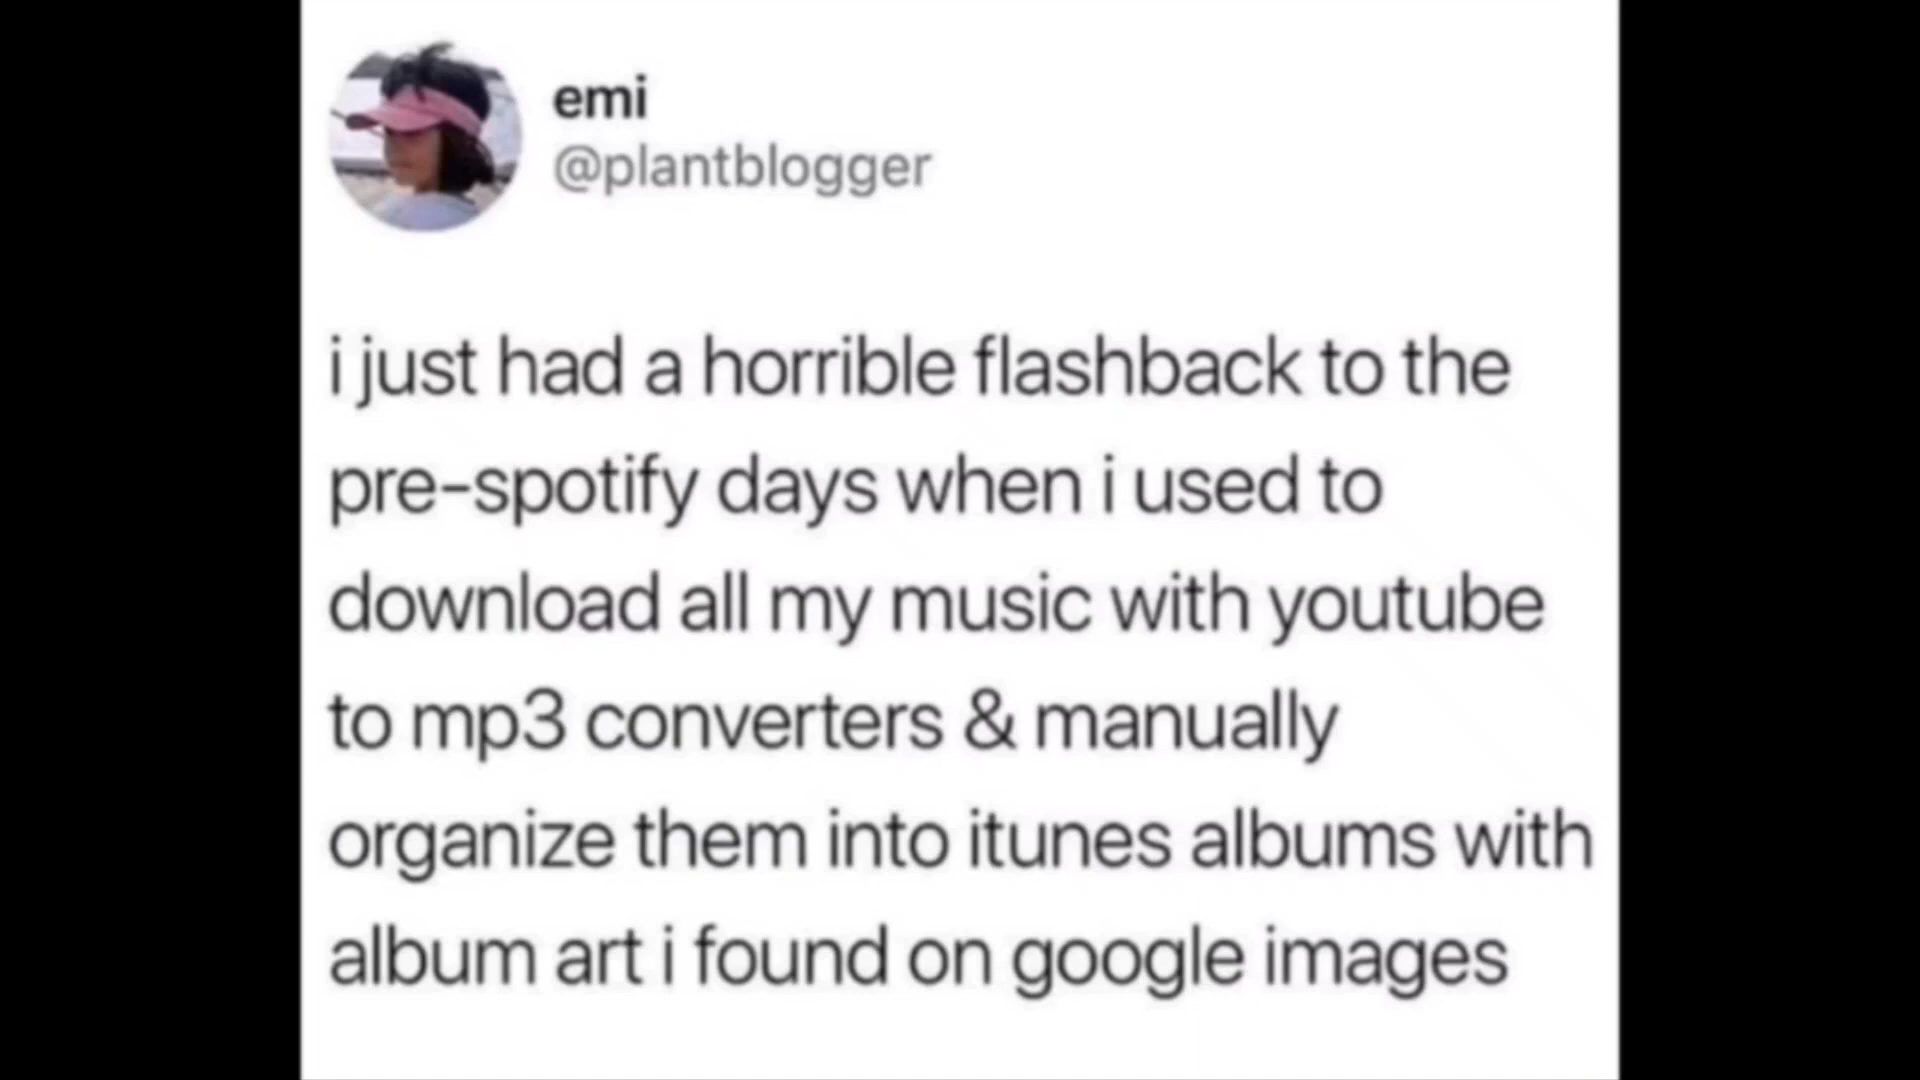 emi
@plantblogger
i just had a horrible flashback to the
pre-spotify days when i used to
download all my music with youtube
to mp3 converters & manually
organize them into itunes albums with
album art i found on google images